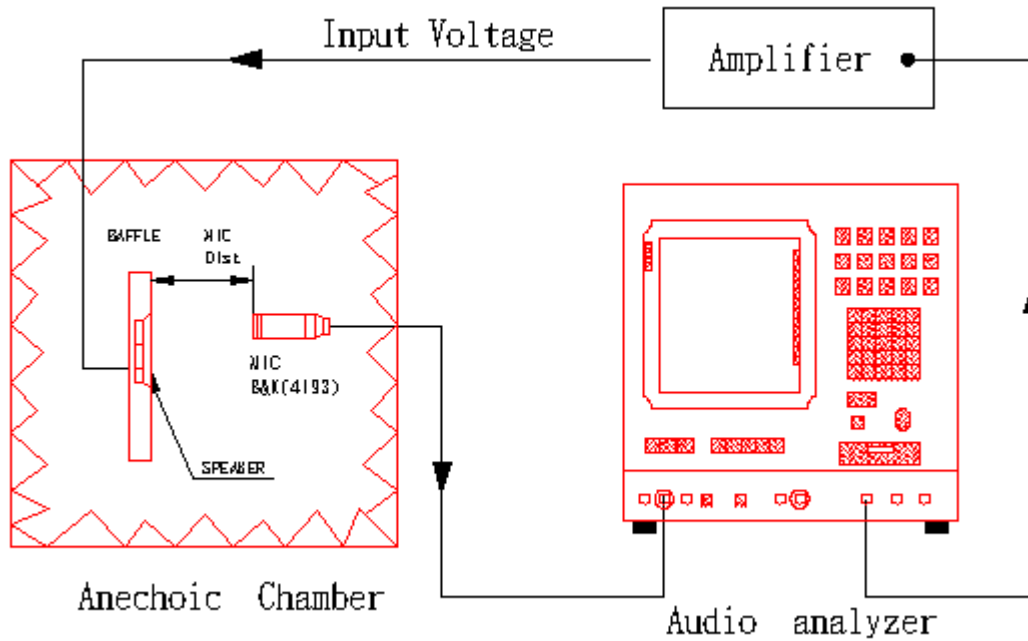 Input Voltage
Amplifier
BAFFLE
MIC
Dist.
MIC
B&K(4193)
SPEAKER
Anechoic Chamber
Audio analyzer